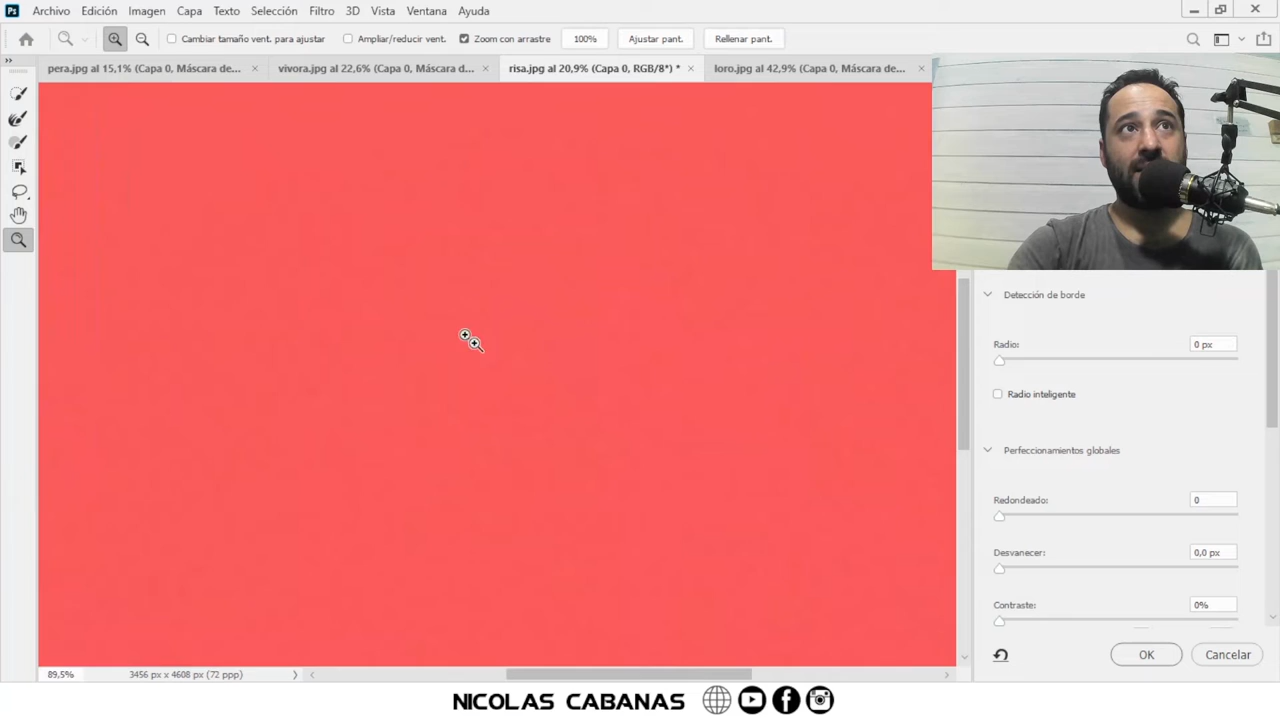 Ps Archivo Edición Imagen Capa Texto Selección Filtro 3D Vista Ventana Ayuda
Cambiar tamaño vent. para ajustar Ampliar/reducir vent. Zoom con arrastre 100% Ajustar pant. Rellenar pant.
pera.jpg al 15,1% (Capa 0, Máscara de... × vivora.jpg al 22,6% (Capa 0, Máscara d... × risa.jpg al 20,9% (Capa 0, RGB/8*) * × loro.jpg al 42,9% (Capa 0, Máscara de... ×
Detección de borde
Radio: 0 px
Radio inteligente
Perfeccionamientos globales
Redondeado: 0
Desvanecer: 0,0 px
Contraste: 0%
OK Cancelar
89,5% 3456 px x 4608 px (72 ppp)
NICOLAS CABANAS